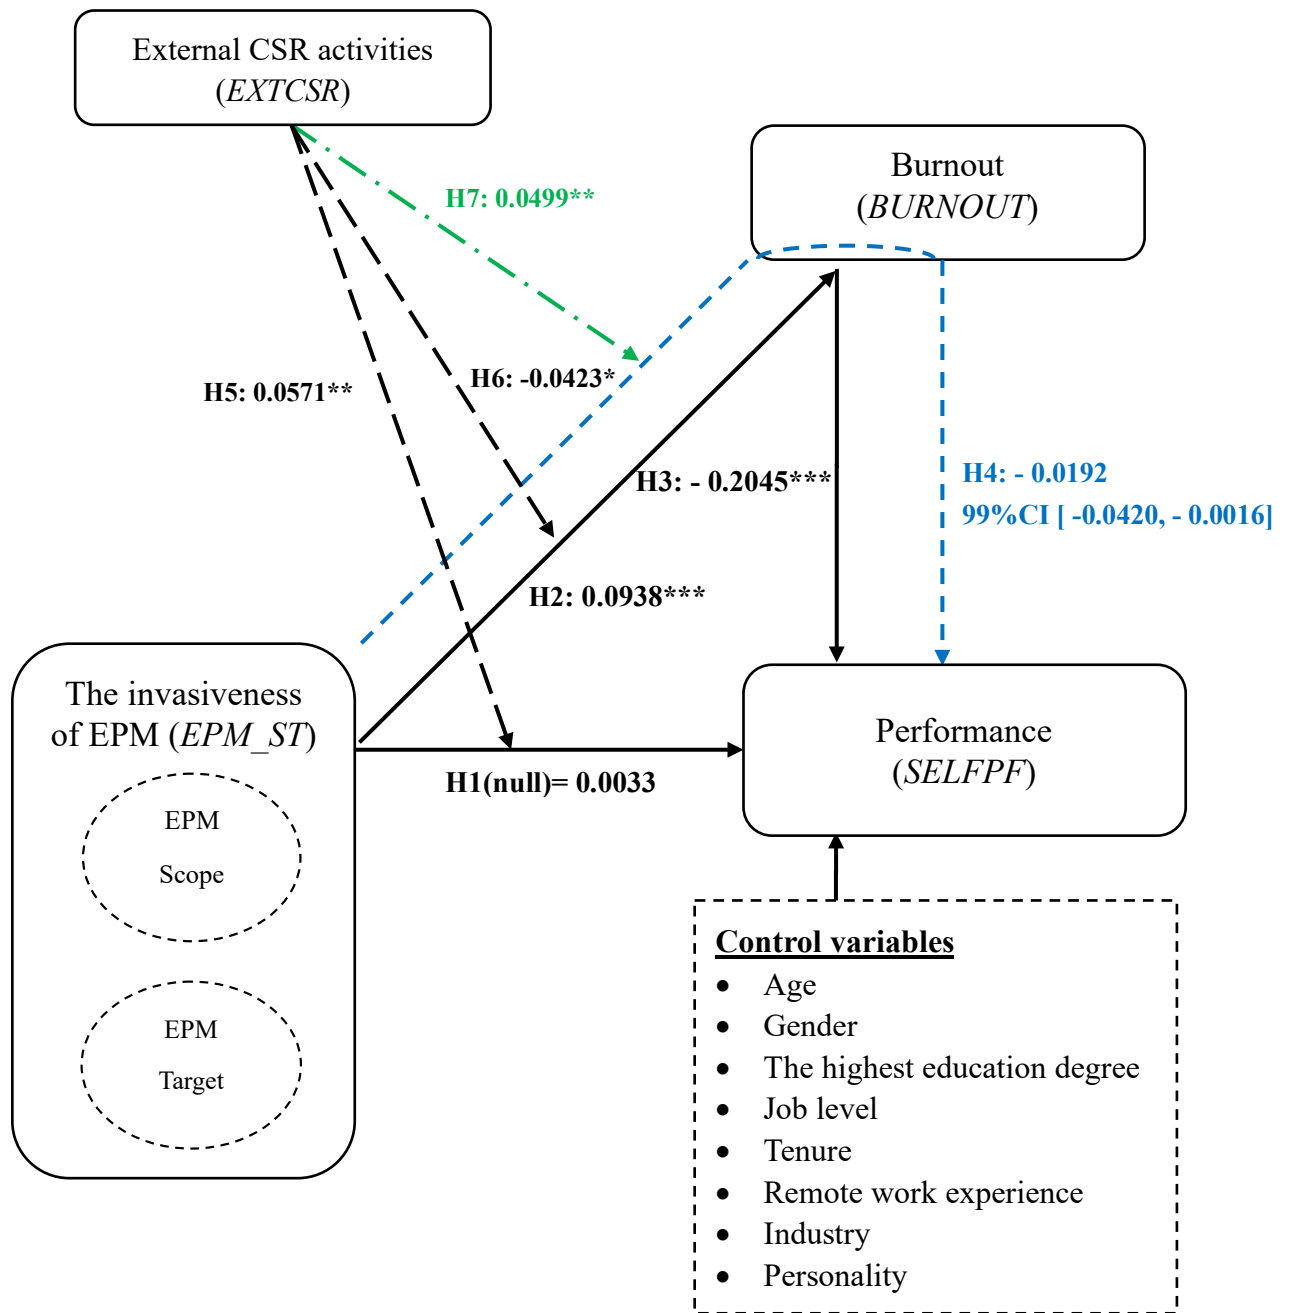 External CSR activities
(EXTCSR)
Burnout
(BURNOUT)
H7: 0.0499**
H5: 0.0571**
H6: -0.0423*
H3: - 0.2045***
H4: - 0.0192
99%CI [ -0.0420, - 0.0016]
H2: 0.0938***
The invasiveness
of EPM (EPM_ST)
EPM
Scope
EPM
Target
H1(null)= 0.0033
Performance
(SELFPF)
Control variables
• Age
• Gender
• The highest education degree
• Job level
• Tenure
• Remote work experience
• Industry
• Personality